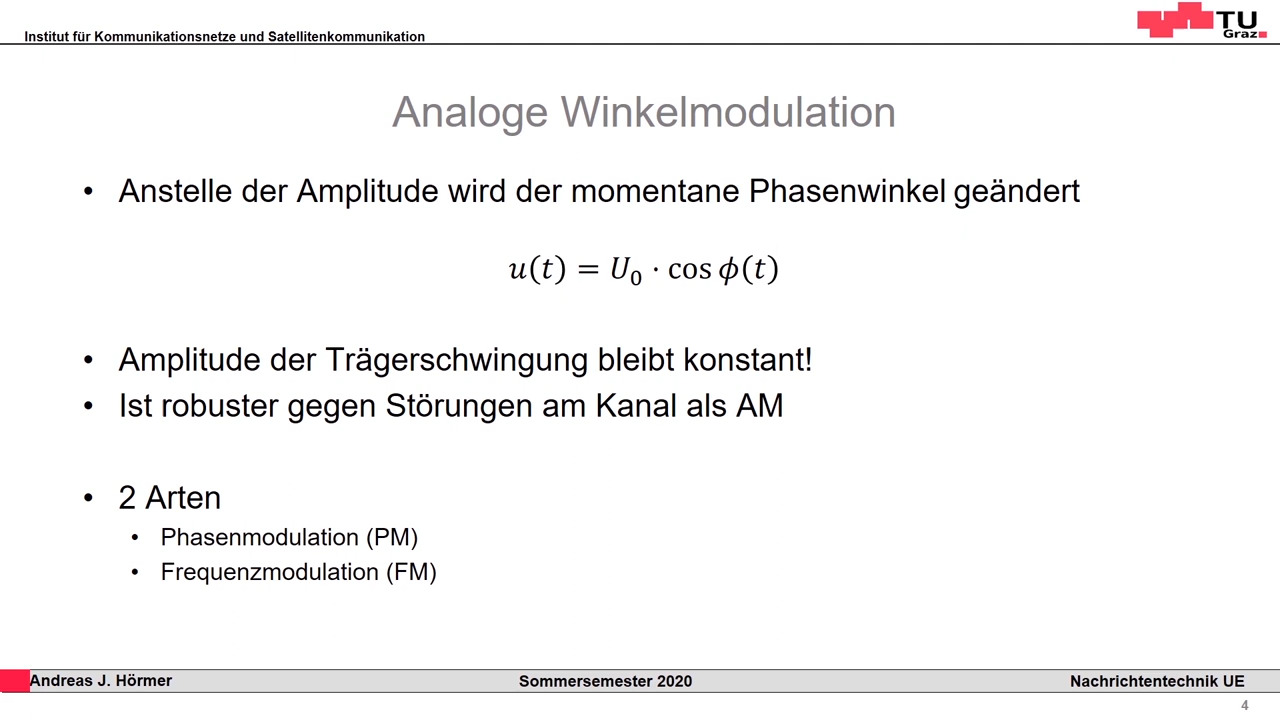 Institut für Kommunikationsnetze und Satellitenkommunikation
TU
Graz
Analoge Winkelmodulation
• Anstelle der Amplitude wird der momentane Phasenwinkel geändert
u(t) = U₀ · cos ϕ(t)
• Amplitude der Trägerschwingung bleibt konstant!
• Ist robuster gegen Störungen am Kanal als AM
• 2 Arten
• Phasenmodulation (PM)
• Frequenzmodulation (FM)
Andreas J. Hörmer
Sommersemester 2020
Nachrichtentechnik UE
4